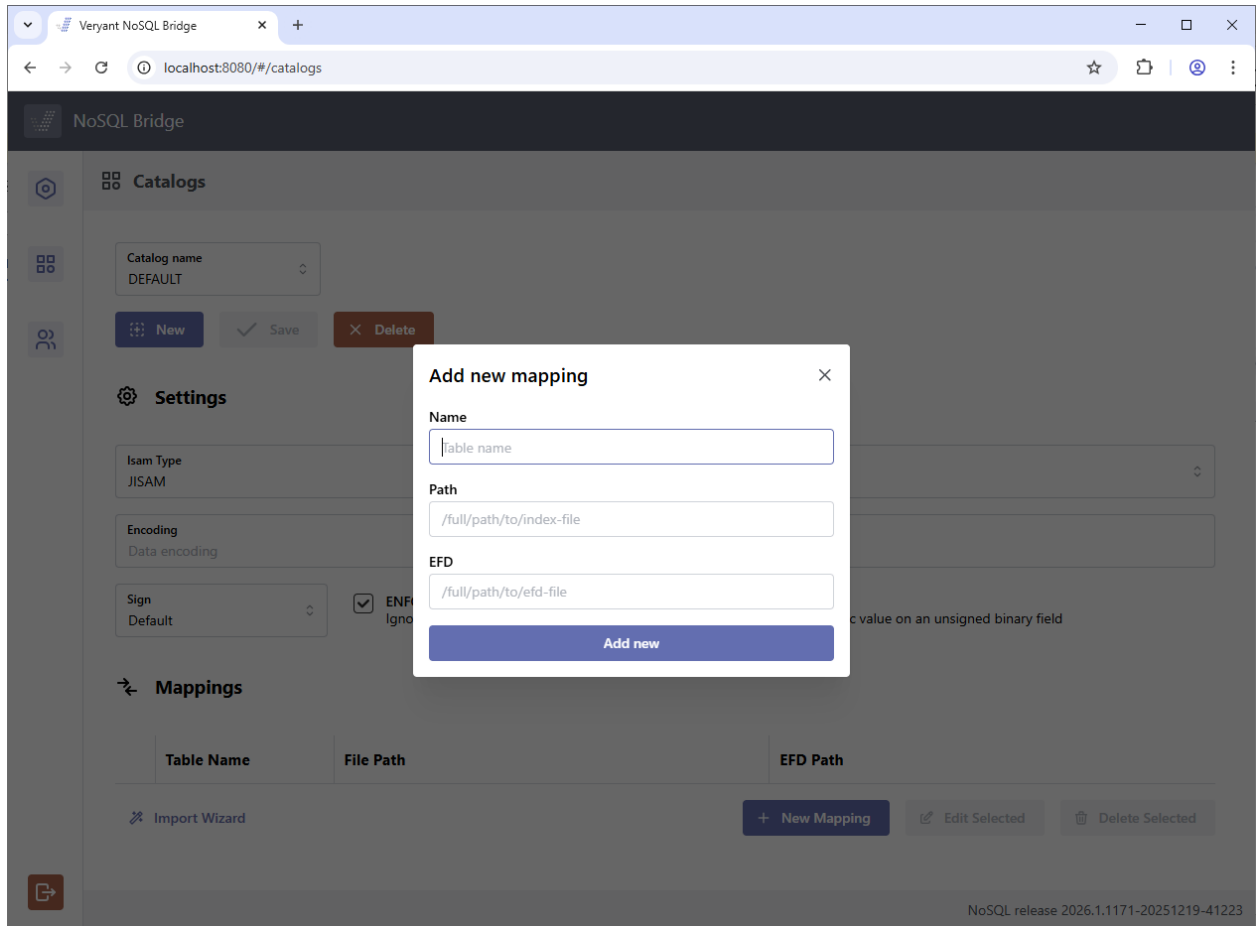 Veryant NoSQL Bridge
localhost:8080/#/catalogs
NoSQL Bridge
Catalogs
Catalog name
DEFAULT
New
Save
Delete
Add new mapping
Name
Table name
Path
/full/path/to/index-file
EFD
/full/path/to/efd-file
Add new
Settings
Isam Type
JISAM
Encoding
Data encoding
Sign
Default
ENF
Igno
c value on an unsigned binary field
Mappings
Table Name File Path EFD Path
Import Wizard
New Mapping
Edit Selected
Delete Selected
NoSQL release 2026.1.1171-20251219-41223